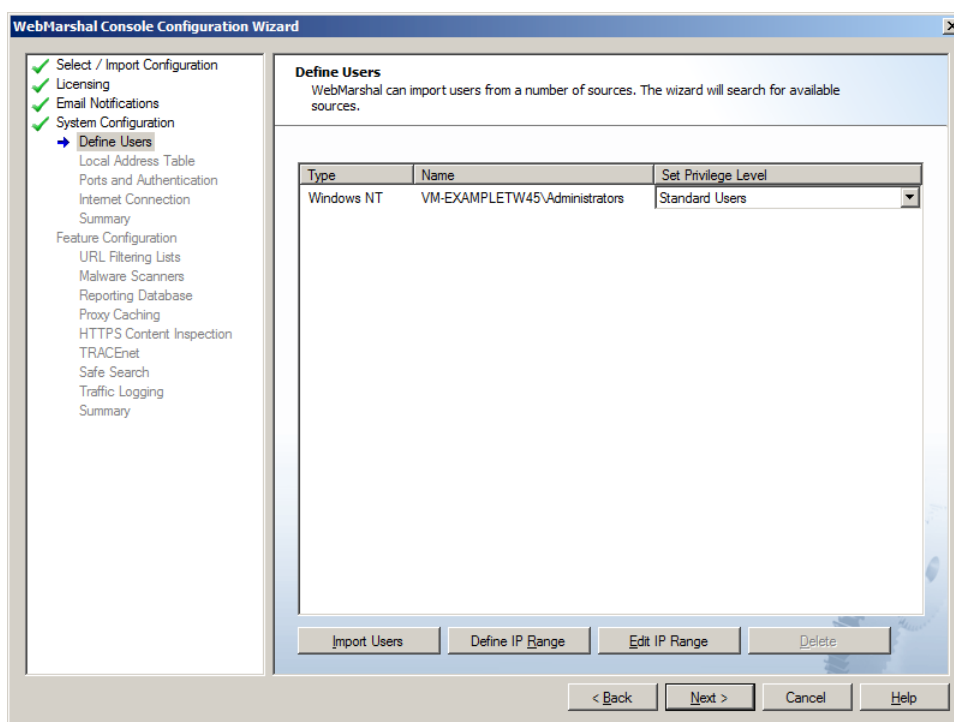 WebMarshal Console Configuration Wizard
Select / Import Configuration
Licensing
Email Notifications
System Configuration
Define Users
Local Address Table
Ports and Authentication
Internet Connection
Summary
Feature Configuration
URL Filtering Lists
Malware Scanners
Reporting Database
Proxy Caching
HTTPS Content Inspection
TRACEnet
Safe Search
Traffic Logging
Summary
Define Users
WebMarshal can import users from a number of sources. The wizard will search for available
sources.
Type Name Set Privilege Level
Windows NT VM-EXAMPLETW45\Administrators Standard Users
Import Users Define IP Range Edit IP Range Delete
< Back Next > Cancel Help